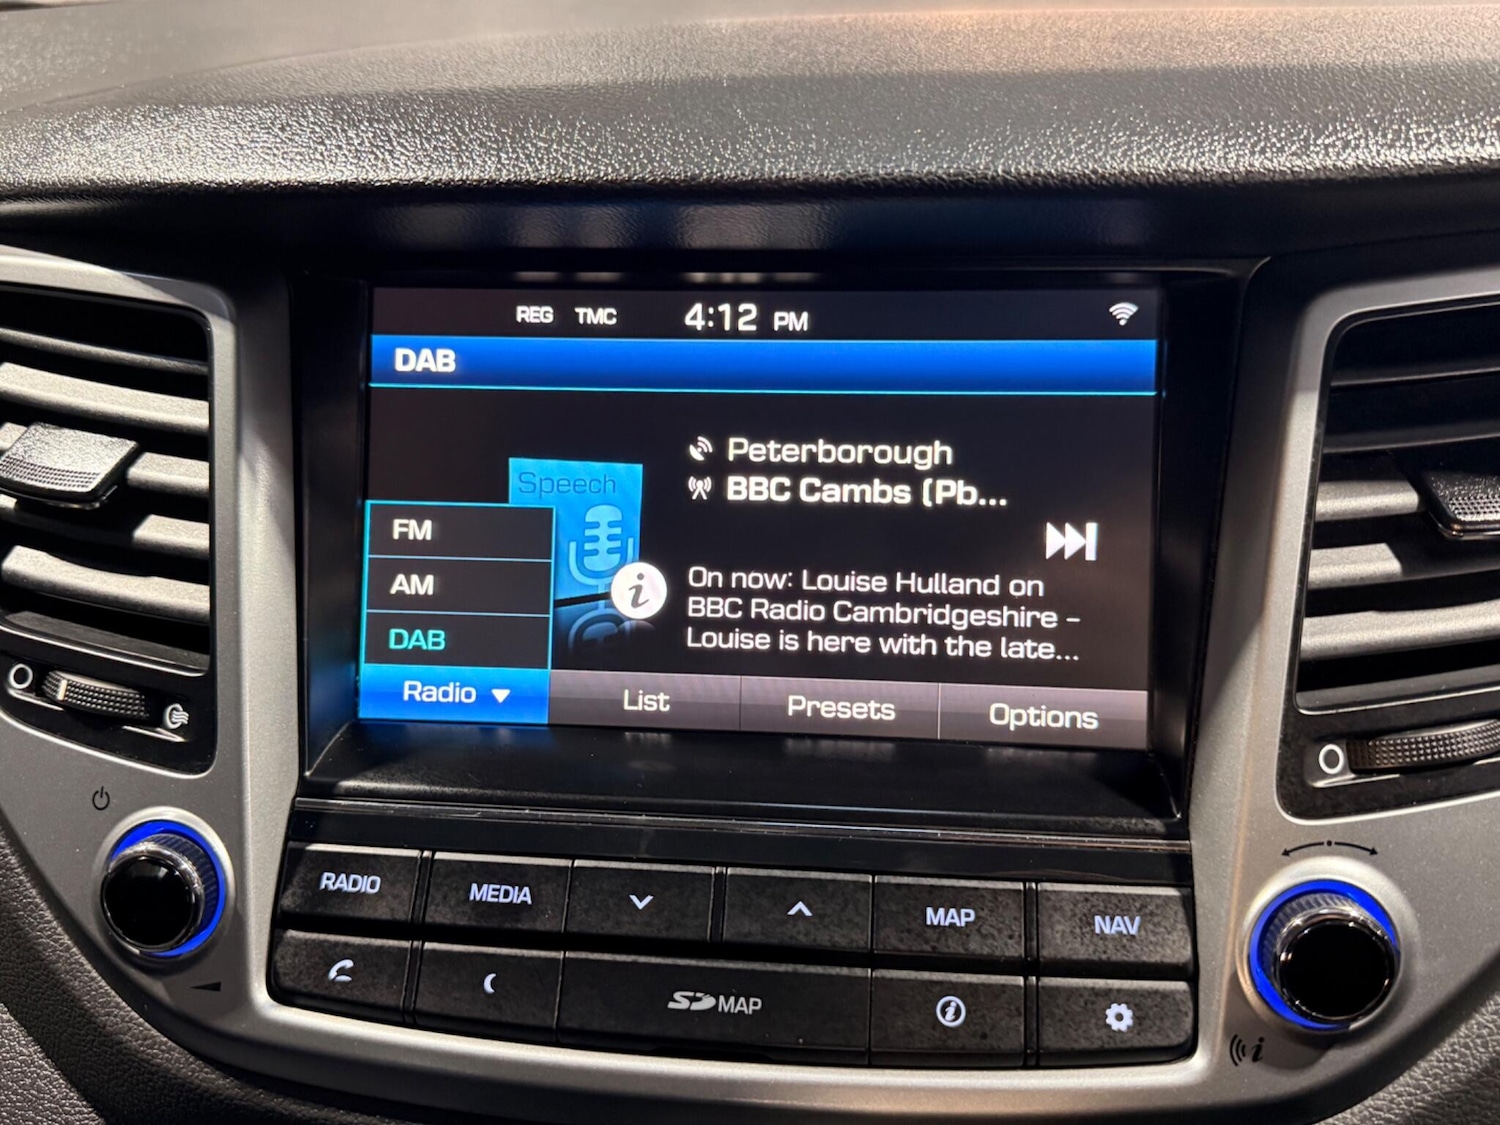 REG TMC 4:12 PM
DAB
Peterborough
BBC Cambs (Pb...
Speech
FM
AM
DAB
On now: Louise Hulland on
BBC Radio Cambridgeshire -
Louise is here with the late...
Radio List Presets Options
RADIO MEDIA MAP NAV
SD MAP